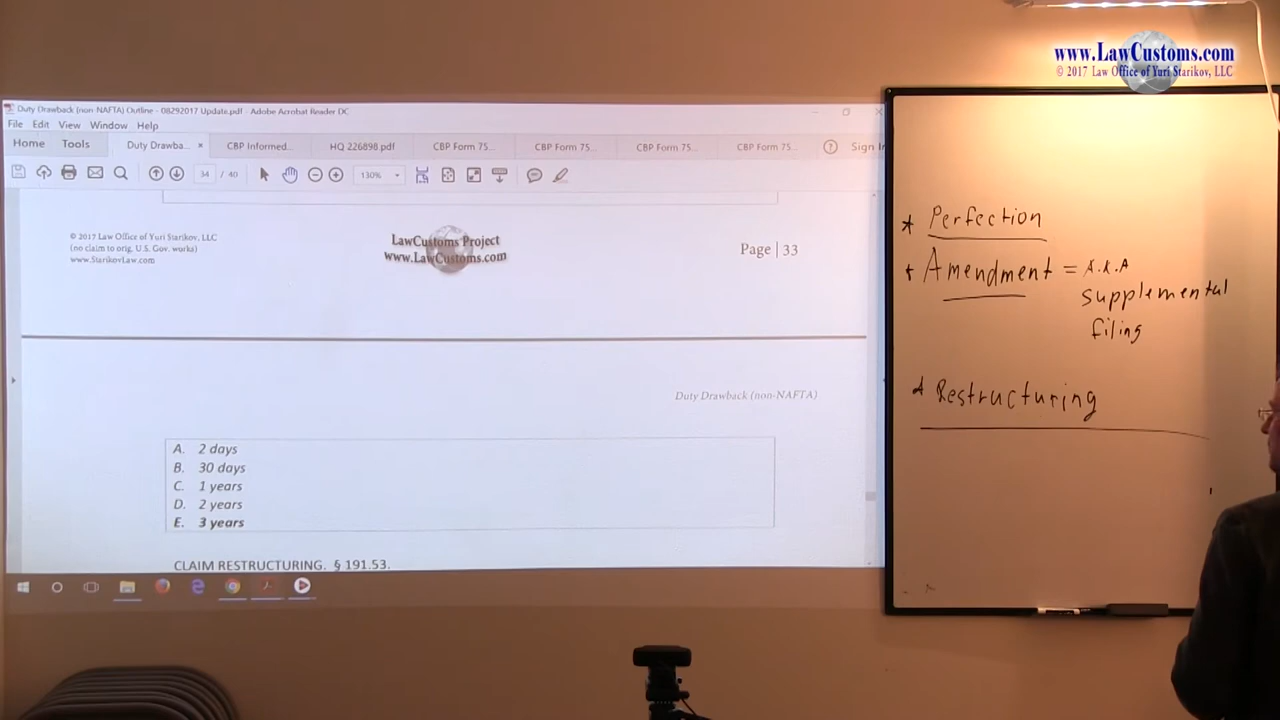 www.LawCustoms.com
© 2017 Law Office of Yuri Starikov, LLC
Duty Drawback (non-NAFTA) Outline - 08292017 Update.pdf - Adobe Acrobat Reader DC
File Edit View Window Help
Home Tools Duty Drawba... × CBP Informed... HQ 226898.pdf CBP Form 75... CBP Form 75... CBP Form 75... CBP Form 75... Sign In
34 / 40 130%
© 2017 Law Office of Yuri Starikov, LLC
(no claim to orig. U.S. Gov. works)
www.StarikovLaw.com
LawCustoms Project
www.LawCustoms.com
Page | 33
Duty Drawback (non-NAFTA)
A. 2 days
B. 30 days
C. 1 years
D. 2 years
E. 3 years
CLAIM RESTRUCTURING. § 191.53.
* Perfection
* Amendment = A.K.A
supplemental
filing
* Restructuring